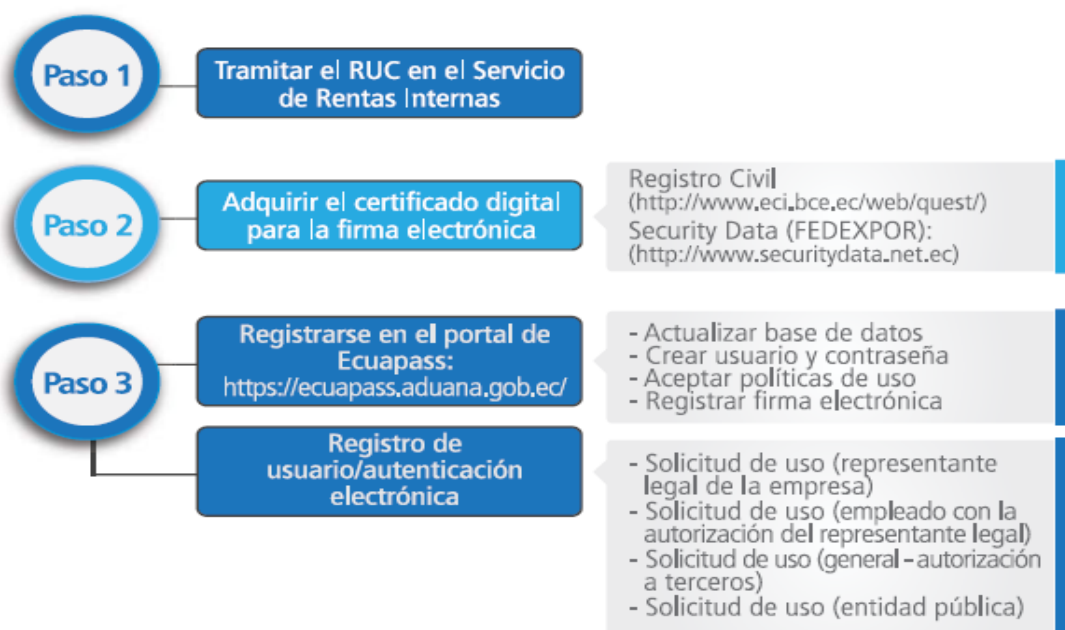 Paso 1
Tramitar el RUC en el Servicio
de Rentas Internas
Paso 2
Adquirir el certificado digital
para la firma electrónica
Registro Civil
(http://www.eci.bce.ec/web/quest/)
Security Data (FEDEXPOR):
(http://www.securitydata.net.ec)
Paso 3
Registrarse en el portal de
Ecuapass:
https://ecuapass.aduana.gob.ec/
- Actualizar base de datos
- Crear usuario y contraseña
- Aceptar políticas de uso
- Registrar firma electrónica
Registro de
usuario/autenticación
electrónica
- Solicitud de uso (representante
legal de la empresa)
- Solicitud de uso (empleado con la
autorización del representante legal)
- Solicitud de uso (general - autorización
a terceros)
- Solicitud de uso (entidad pública)